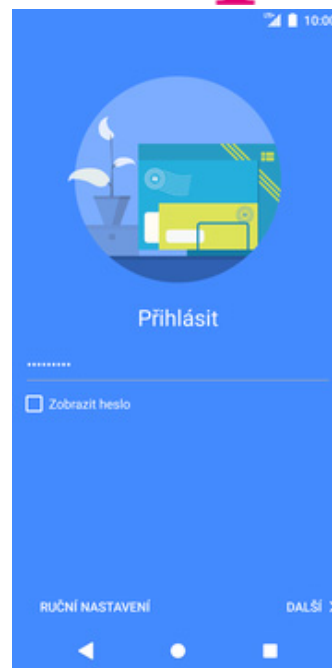 10:00
Přihlásit
•••••••••
Zobrazit heslo
RUČNÍ NASTAVENÍ
DALŠÍ